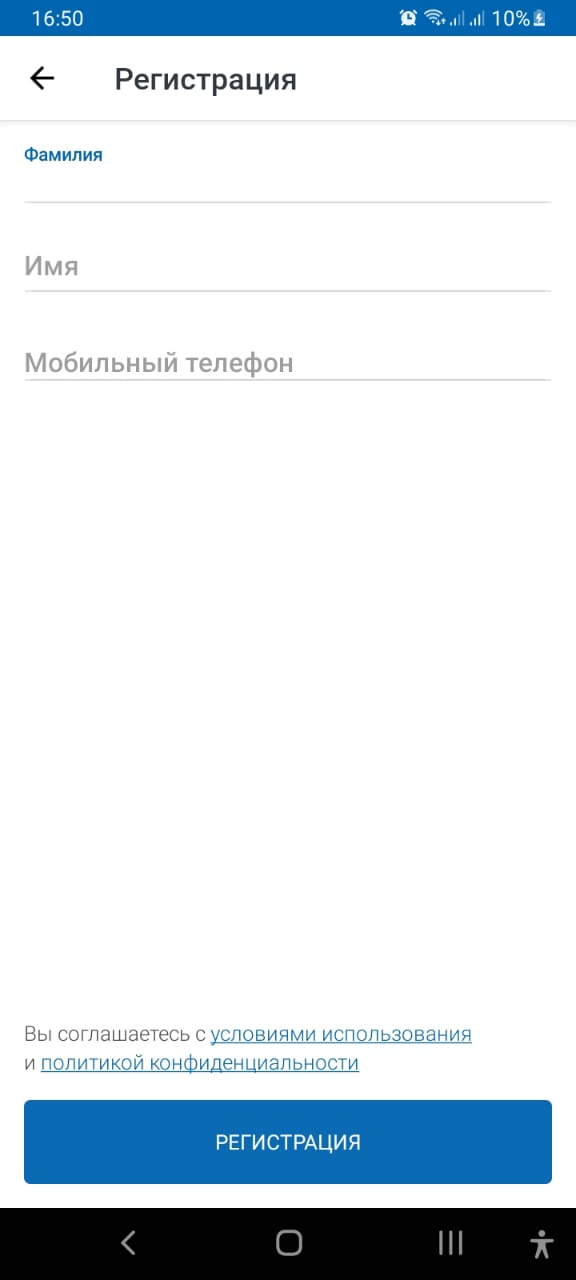 16:50
10%
Регистрация
Фамилия
Имя
Мобильный телефон
Вы соглашаетесь с условиями использования
и политикой конфиденциальности
РЕГИСТРАЦИЯ